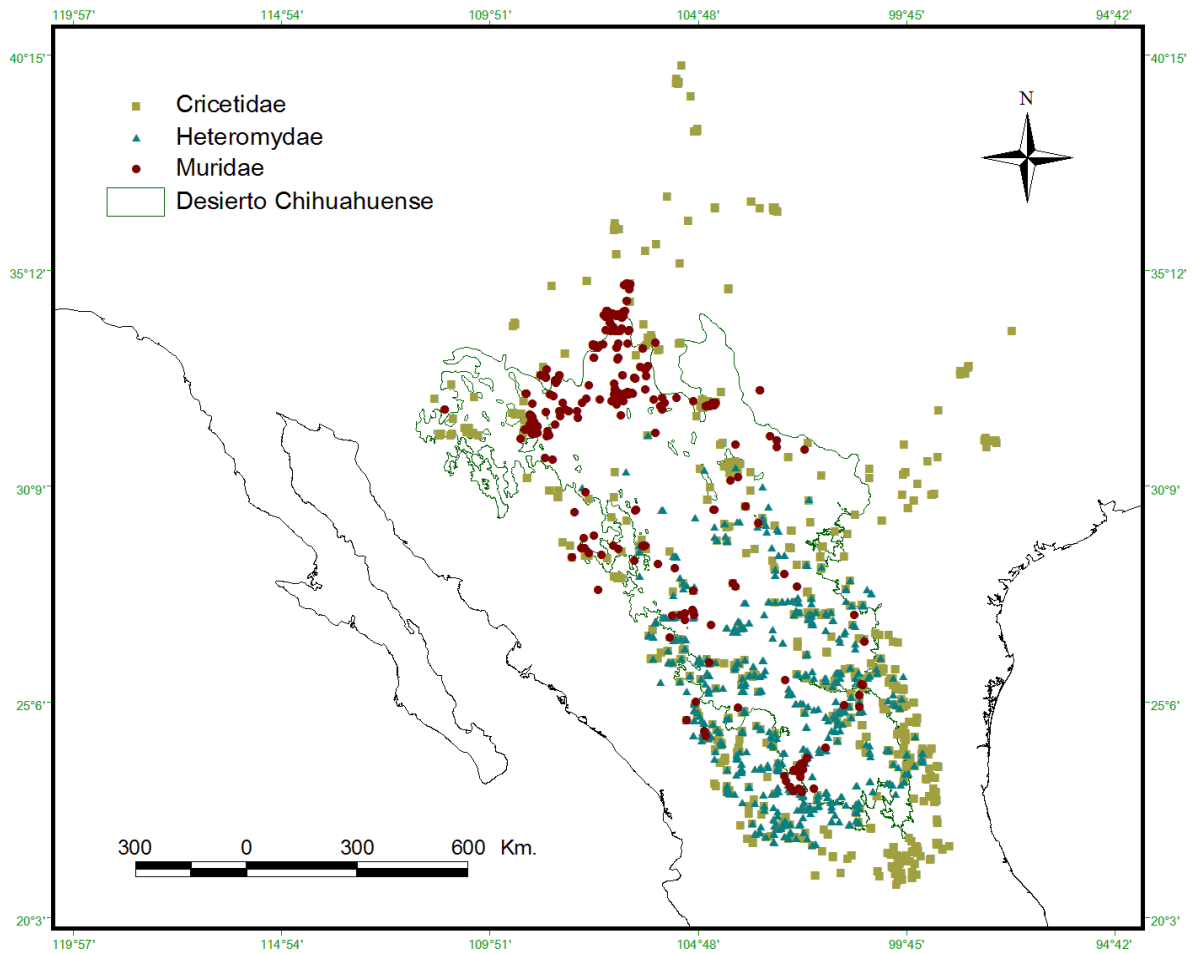 119°57' 114°54' 109°51' 104°48' 99°45' 94°42'
40°15' 40°15'
Cricetidae
N
Heteromydae
Muridae
Desierto Chihuahuense
35°12' 35°12'
30°9' 30°9'
25°6' 25°6'
300 0 300 600 Km.
20°3' 20°3'
119°57' 114°54' 109°51' 104°48' 99°45' 94°42'